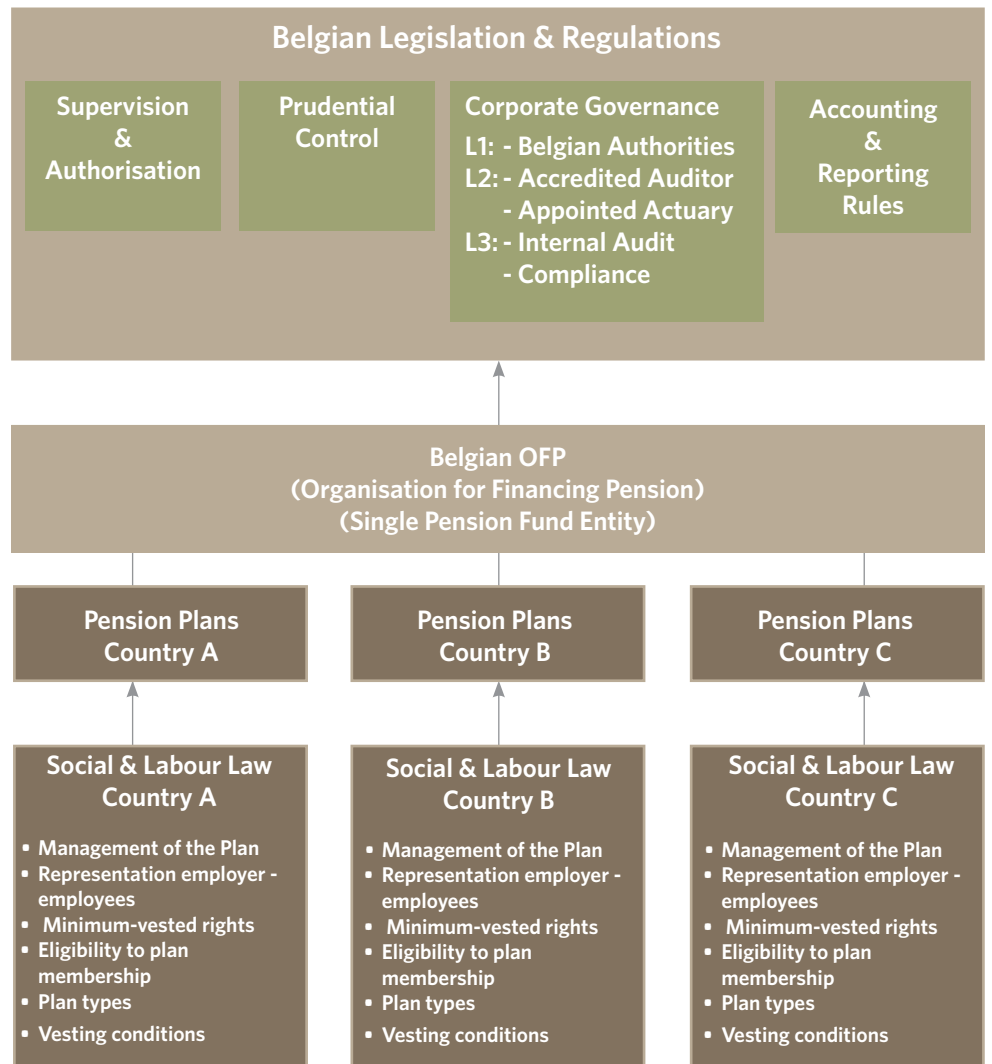 Belgian Legislation & Regulations
Supervision
&
Authorisation
Prudential
Control
Corporate Governance
L1: - Belgian Authorities
L2: - Accredited Auditor
- Appointed Actuary
L3: - Internal Audit
- Compliance
Accounting
&
Reporting
Rules
Belgian OFP
(Organisation for Financing Pension)
(Single Pension Fund Entity)
Pension Plans
Country A
Pension Plans
Country B
Pension Plans
Country C
Social & Labour Law
Country A
▪ Management of the Plan
▪ Representation employer -
employees
▪ Minimum-vested rights
▪ Eligibility to plan
membership
▪ Plan types
▪ Vesting conditions
Social & Labour Law
Country B
▪ Management of the Plan
▪ Representation employer -
employees
▪ Minimum-vested rights
▪ Eligibility to plan
membership
▪ Plan types
▪ Vesting conditions
Social & Labour Law
Country C
▪ Management of the Plan
▪ Representation employer -
employees
▪ Minimum-vested rights
▪ Eligibility to plan
membership
▪ Plan types
▪ Vesting conditions